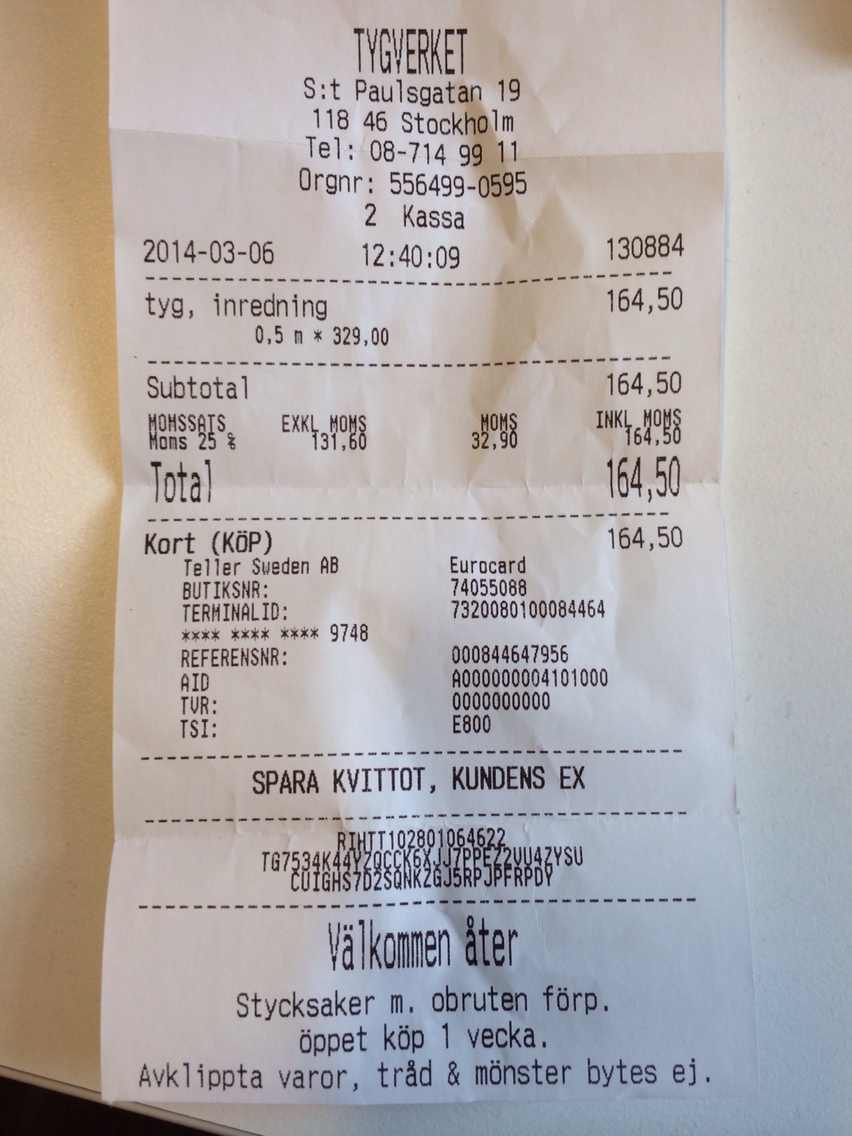 TYGVERKET
S:t Paulsgatan 19
118 46 Stockholm
Tel: 08-714 99 11
Orgnr: 556499-0595
2 Kassa
2014-03-06 12:40:09 130884
tyg, inredning 164,50
0,5 m * 329,00
Subtotal 164,50
MOMSSATS EXKL MOMS MOMS INKL MOMS
Moms 25 % 131,60 32,90 164,50
Total 164,50
Kort (KÖP) 164,50
Teller Sweden AB Eurocard
BUTIKSNR: 74055088
TERMINALID: 7320080100084464
**** **** **** 9748
REFERENSNR: 000844647956
AID A000000004101000
TVR: 0000000000
TSI: E800
SPARA KVITTOT, KUNDENS EX
RIHTT102801064622
TG7534K44YZQCCK6XJJ7PPEZ2VU4ZYSU
CUIGHS7D2SQNKZGJ5RPJPFRPDY
Välkommen åter
Stycksaker m. obruten förp.
öppet köp 1 vecka.
Avklippta varor, tråd & mönster bytes ej.